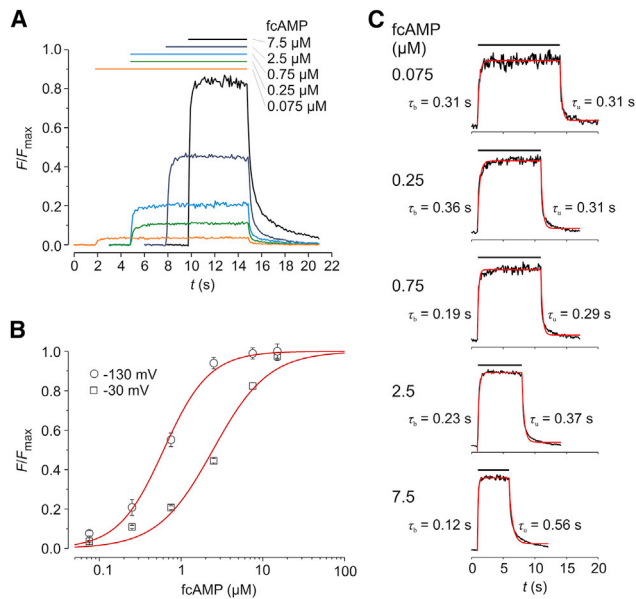 A
fcAMP
7.5 µM
2.5 µM
0.75 µM
0.25 µM
0.075 µM
1.0
0.8
0.6
0.4
0.2
0.0
F/Fmax
0 2 4 6 8 10 12 14 16 18 20 22
t (s)
B
-130 mV
-30 mV
1.0
0.8
0.6
0.4
0.2
0.0
F/Fmax
0.1 1 10 100
fcAMP (µM)
C
fcAMP
(µM)
0.075
τb = 0.31 s
τu = 0.31 s
0.25
τb = 0.36 s
τu = 0.31 s
0.75
τb = 0.19 s
τu = 0.29 s
2.5
τb = 0.23 s
τu = 0.37 s
7.5
τb = 0.12 s
τu = 0.56 s
0 5 10 15 20
t (s)